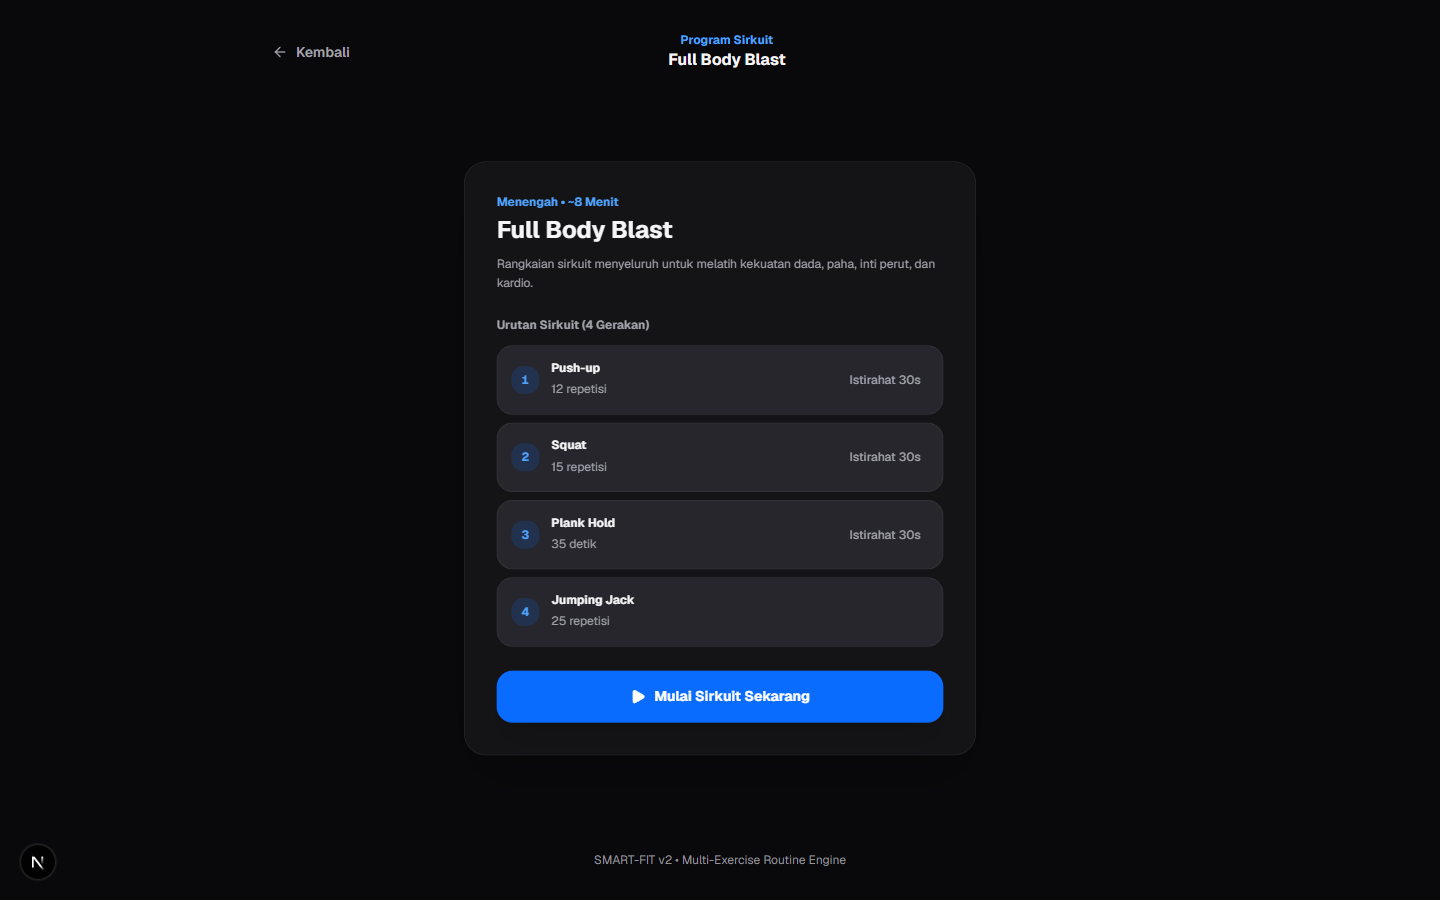 Kembali
Program Sirkuit
Full Body Blast
Menengah • ~8 Menit
Full Body Blast
Rangkaian sirkuit menyeluruh untuk melatih kekuatan dada, paha, inti perut, dan
kardio.
Urutan Sirkuit (4 Gerakan)
1
Push-up
12 repetisi
Istirahat 30s
2
Squat
15 repetisi
Istirahat 30s
3
Plank Hold
35 detik
Istirahat 30s
4
Jumping Jack
25 repetisi
Mulai Sirkuit Sekarang
SMART-FIT v2 • Multi-Exercise Routine Engine
N